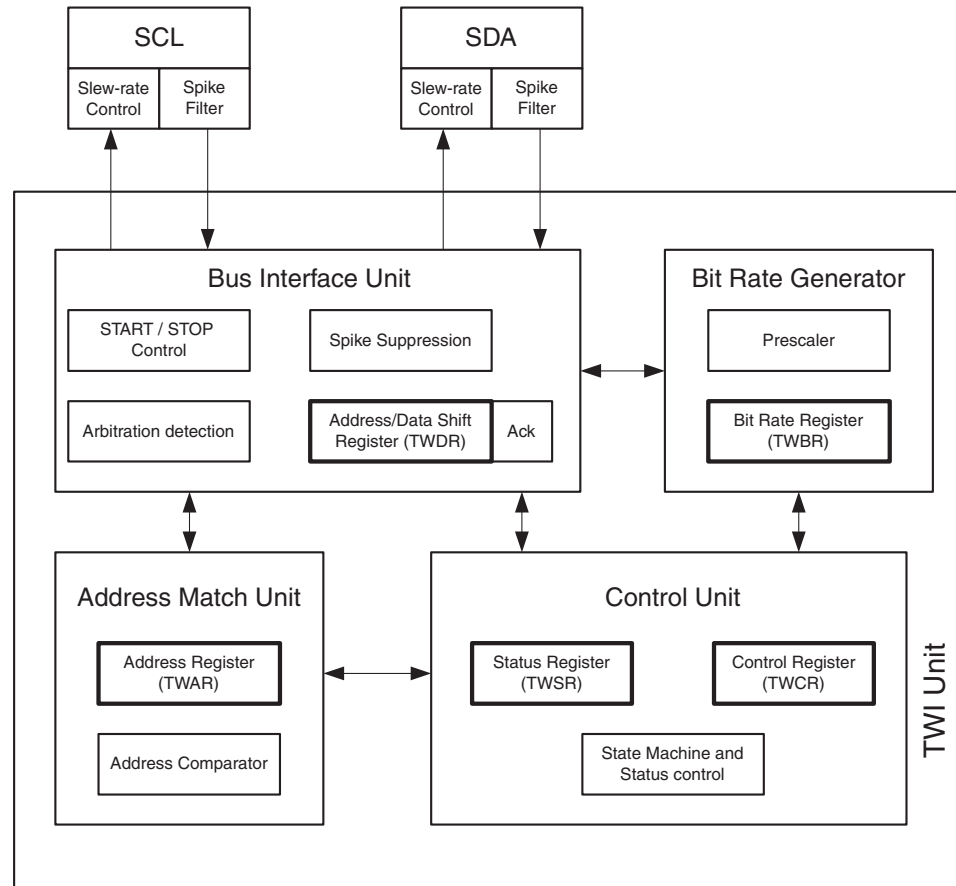 SCL
Slew-rate
Control
Spike
Filter
SDA
Slew-rate
Control
Spike
Filter
Bus Interface Unit
START / STOP
Control
Spike Suppression
Arbitration detection
Address/Data Shift
Register (TWDR)
Ack
Bit Rate Generator
Prescaler
Bit Rate Register
(TWBR)
Address Match Unit
Address Register
(TWAR)
Address Comparator
Control Unit
Status Register
(TWSR)
Control Register
(TWCR)
State Machine and
Status control
TWI Unit